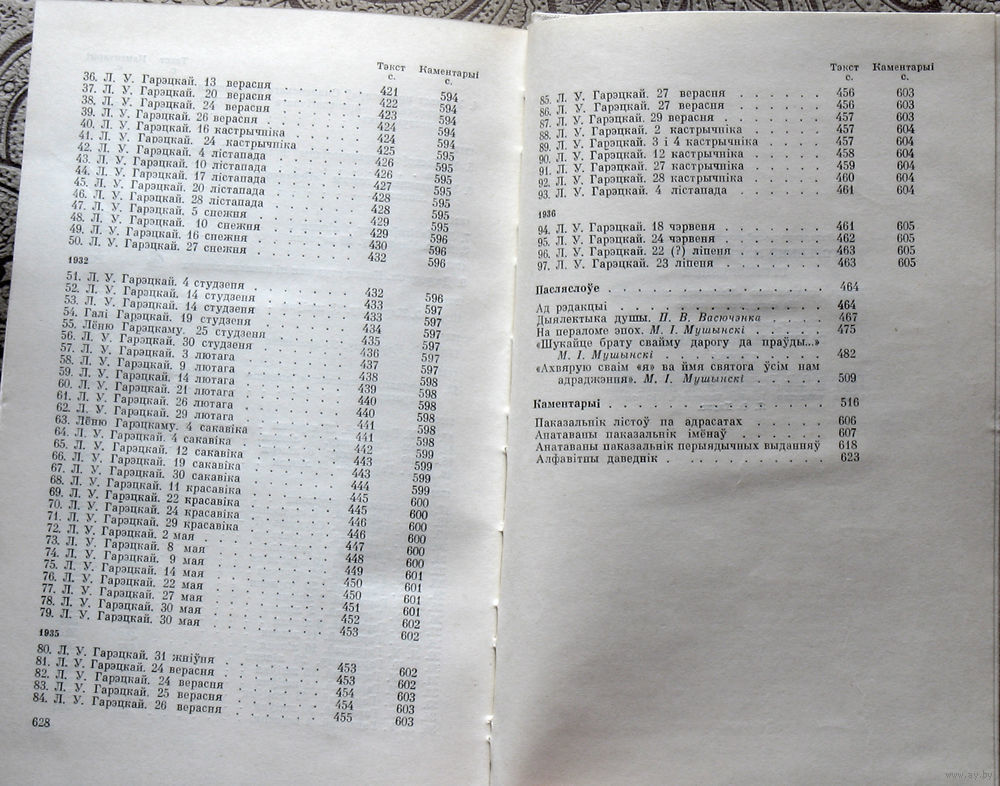 Тэкст Каментарыі
с. с.
36. Л. У. Гарэцкай. 13 верасня 421 594
37. Л. У. Гарэцкай. 20 верасня 422 594
38. Л. У. Гарэцкай. 24 верасня 423 594
39. Л. У. Гарэцкай. 26 верасня 424 594
40. Л. У. Гарэцкай. 16 кастрычніка 424 594
41. Л. У. Гарэцкай. 24 кастрычніка 425 595
42. Л. У. Гарэцкай. 4 лістапада 426 595
43. Л. У. Гарэцкай. 10 лістапада 426 595
44. Л. У. Гарэцкай. 17 лістапада 427 595
45. Л. У. Гарэцкай. 20 лістапада 428 595
46. Л. У. Гарэцкай. 28 лістапада 428 595
47. Л. У. Гарэцкай. 5 снежня 429 595
48. Л. У. Гарэцкай. 10 снежня 429 596
49. Л. У. Гарэцкай. 16 снежня 430 596
50. Л. У. Гарэцкай. 27 снежня 432 596
1932
51. Л. У. Гарэцкай. 4 студзеня 432 596
52. Л. У. Гарэцкай. 14 студзеня 433 597
53. Л. У. Гарэцкай. 14 студзеня 433 597
54. Галі Гарэцкай. 19 студзеня 434 597
55. Лёню Гарэцкаму. 25 студзеня 435 597
56. Л. У. Гарэцкай. 30 студзеня 436 597
57. Л. У. Гарэцкай. 3 лютага 437 597
58. Л. У. Гарэцкай. 9 лютага 438 598
59. Л. У. Гарэцкай. 14 лютага 439 598
60. Л. У. Гарэцкай. 21 лютага 440 598
61. Л. У. Гарэцкай. 26 лютага 440 598
62. Л. У. Гарэцкай. 29 лютага 441 598
63. Лёню Гарэцкаму. 4 сакавіка 441 598
64. Л. У. Гарэцкай. 4 сакавіка 442 599
65. Л. У. Гарэцкай. 12 сакавіка 443 599
66. Л. У. Гарэцкай. 19 сакавіка 443 599
67. Л. У. Гарэцкай. 30 сакавіка 444 599
68. Л. У. Гарэцкай. 11 красавіка 445 600
69. Л. У. Гарэцкай. 22 красавіка 445 600
70. Л. У. Гарэцкай. 24 красавіка 446 600
71. Л. У. Гарэцкай. 29 красавіка 446 600
72. Л. У. Гарэцкай. 2 мая 447 600
73. Л. У. Гарэцкай. 8 мая 448 600
74. Л. У. Гарэцкай. 9 мая 449 601
75. Л. У. Гарэцкай. 14 мая 450 601
76. Л. У. Гарэцкай. 22 мая 450 601
77. Л. У. Гарэцкай. 27 мая 451 602
78. Л. У. Гарэцкай. 30 мая 452 602
79. Л. У. Гарэцкай. 30 мая 453
1935
80. Л. У. Гарэцкай. 31 жніўня 453 602
81. Л. У. Гарэцкай. 24 верасня 453 602
82. Л. У. Гарэцкай. 24 верасня 454 603
83. Л. У. Гарэцкай. 25 верасня 454 603
84. Л. У. Гарэцкай. 26 верасня 455 603
628
Тэкст Каментарыі
с. с.
85. Л. У. Гарэцкай. 27 верасня 456 603
86. Л. У. Гарэцкай. 27 верасня 456 603
87. Л. У. Гарэцкай. 29 верасня 457 603
88. Л. У. Гарэцкай. 2 кастрычніка 457 604
89. Л. У. Гарэцкай. 3 і 4 кастрычніка 457 604
90. Л. У. Гарэцкай. 12 кастрычніка 458 604
91. Л. У. Гарэцкай. 27 кастрычніка 459 604
92. Л. У. Гарэцкай. 28 кастрычніка 460 604
93. Л. У. Гарэцкай. 4 лістапада 461 604
1936
94. Л. У. Гарэцкай. 18 чэрвеня 461 605
95. Л. У. Гарэцкай. 24 чэрвеня 462 605
96. Л. У. Гарэцкай. 22 (?) ліпеня 463 605
97. Л. У. Гарэцкай. 23 ліпеня 463 605
Пасляслоўе 464
Ад рэдакцыі 464
Дыялектыка душы. П. В. Васючэнка 467
На пераломе эпох. М. І. Мушынскі 475
«Шукайце брату свайму дарогу да праўды...»
М. І. Мушынскі 482
«Ахвярую сваім «я» ва імя святога ўсім нам
адраджэння». М. І. Мушынскі 509
Каментарыі 516
Паказальнік лістоў па адрасатах 606
Анатаваны паказальнік імёнаў 607
Анатаваны паказальнік перыядычных выданняў 618
Алфавітны даведнік 623
www.ay.by